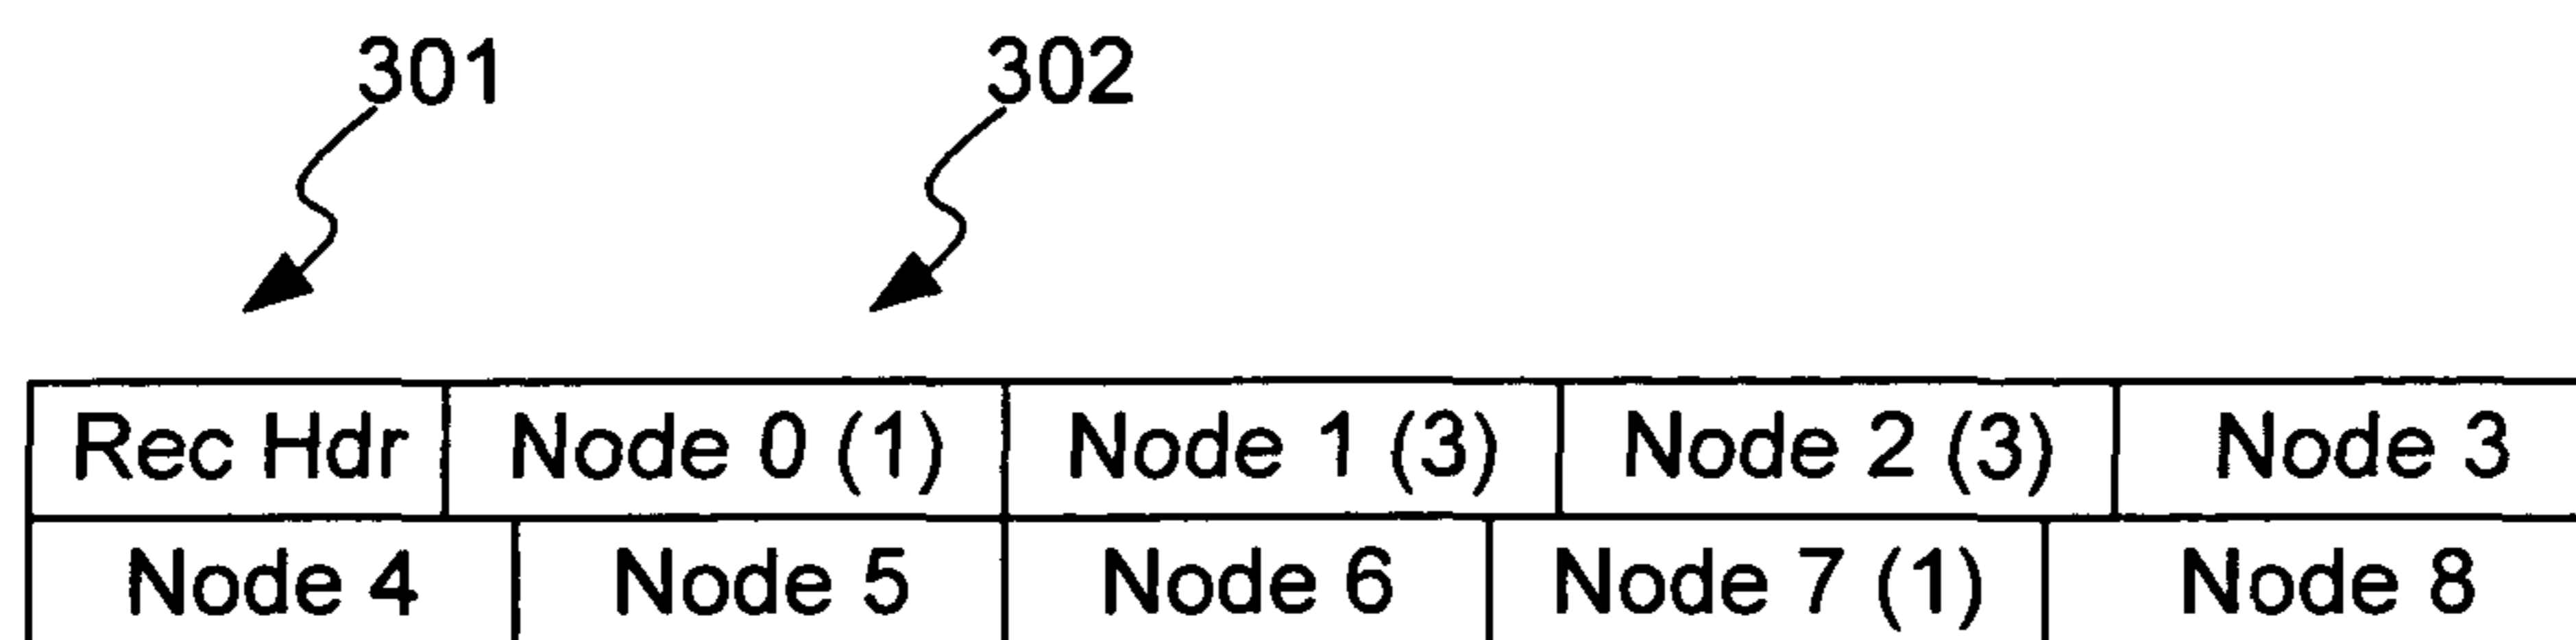 301 302
Rec Hdr Node 0 (1) Node 1 (3) Node 2 (3) Node 3
Node 4 Node 5 Node 6 Node 7 (1) Node 8